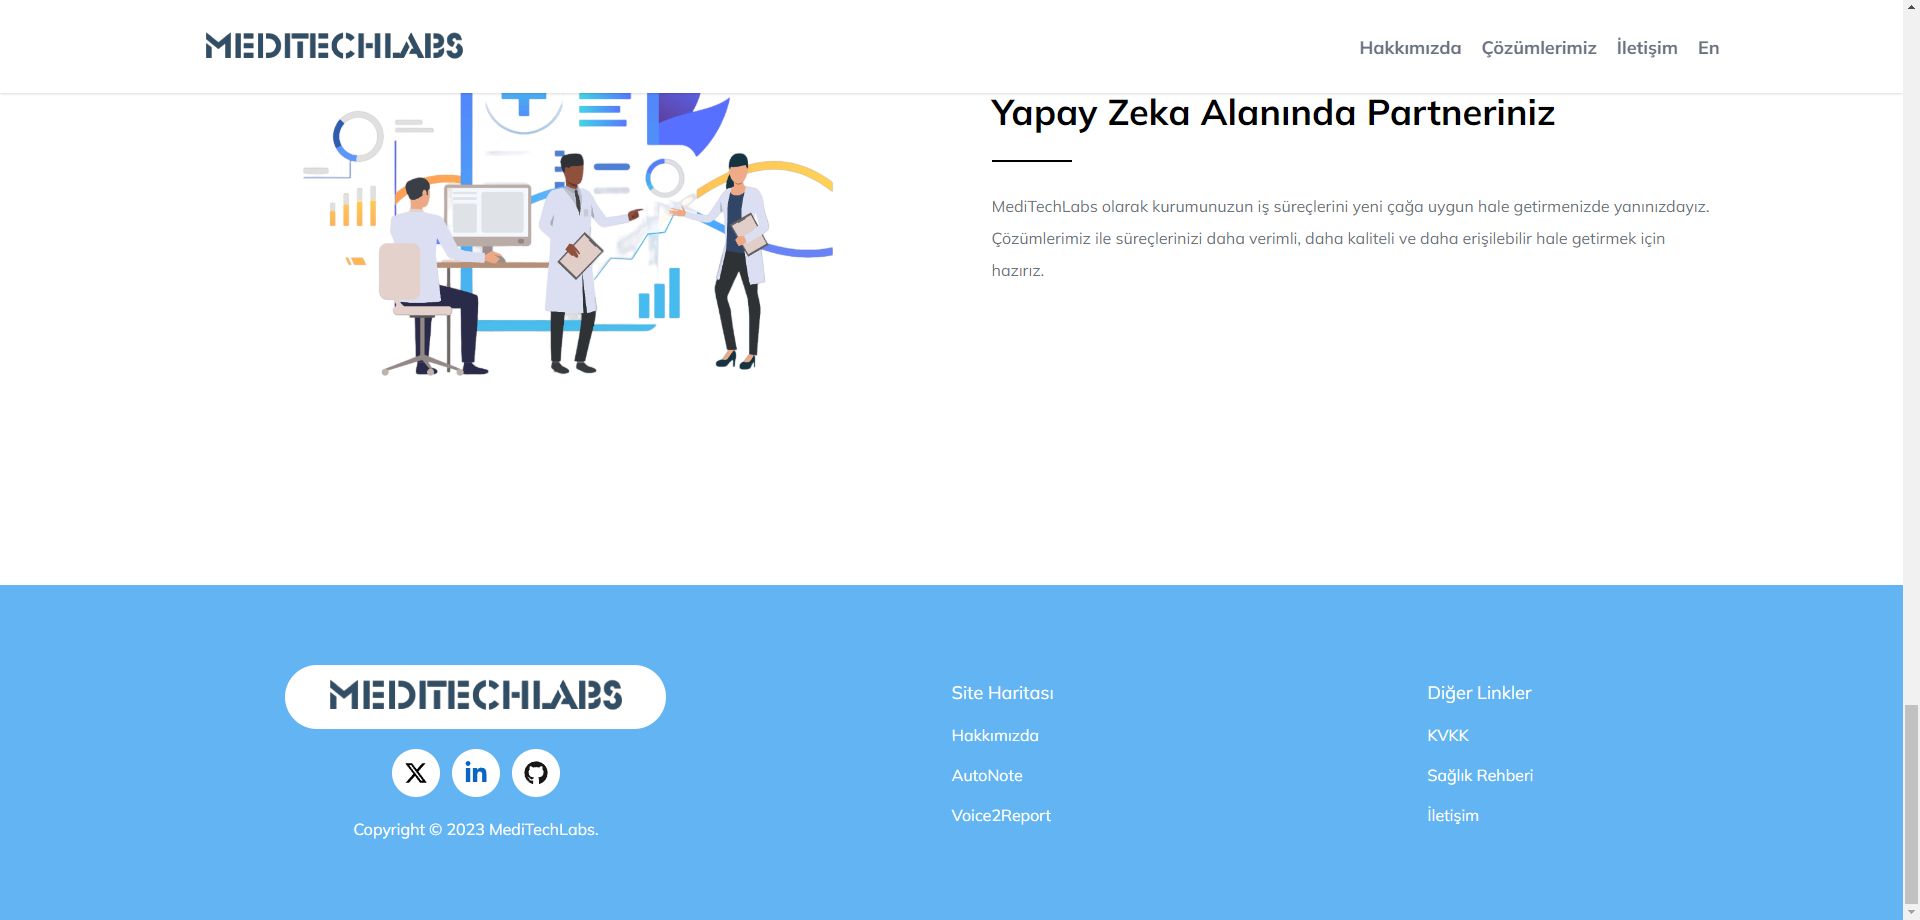 MEDITECHLABS
Hakkımızda Çözümlerimiz İletişim En
Yapay Zeka Alanında Partneriniz
MediTechLabs olarak kurumunuzun iş süreçlerini yeni çağa uygun hale getirmenizde yanınızdayız.
Çözümlerimiz ile süreçlerinizi daha verimli, daha kaliteli ve daha erişilebilir hale getirmek için
hazırız.
MEDITECHLABS
Copyright © 2023 MediTechLabs.
Site Haritası
Hakkımızda
AutoNote
Voice2Report
Diğer Linkler
KVKK
Sağlık Rehberi
İletişim